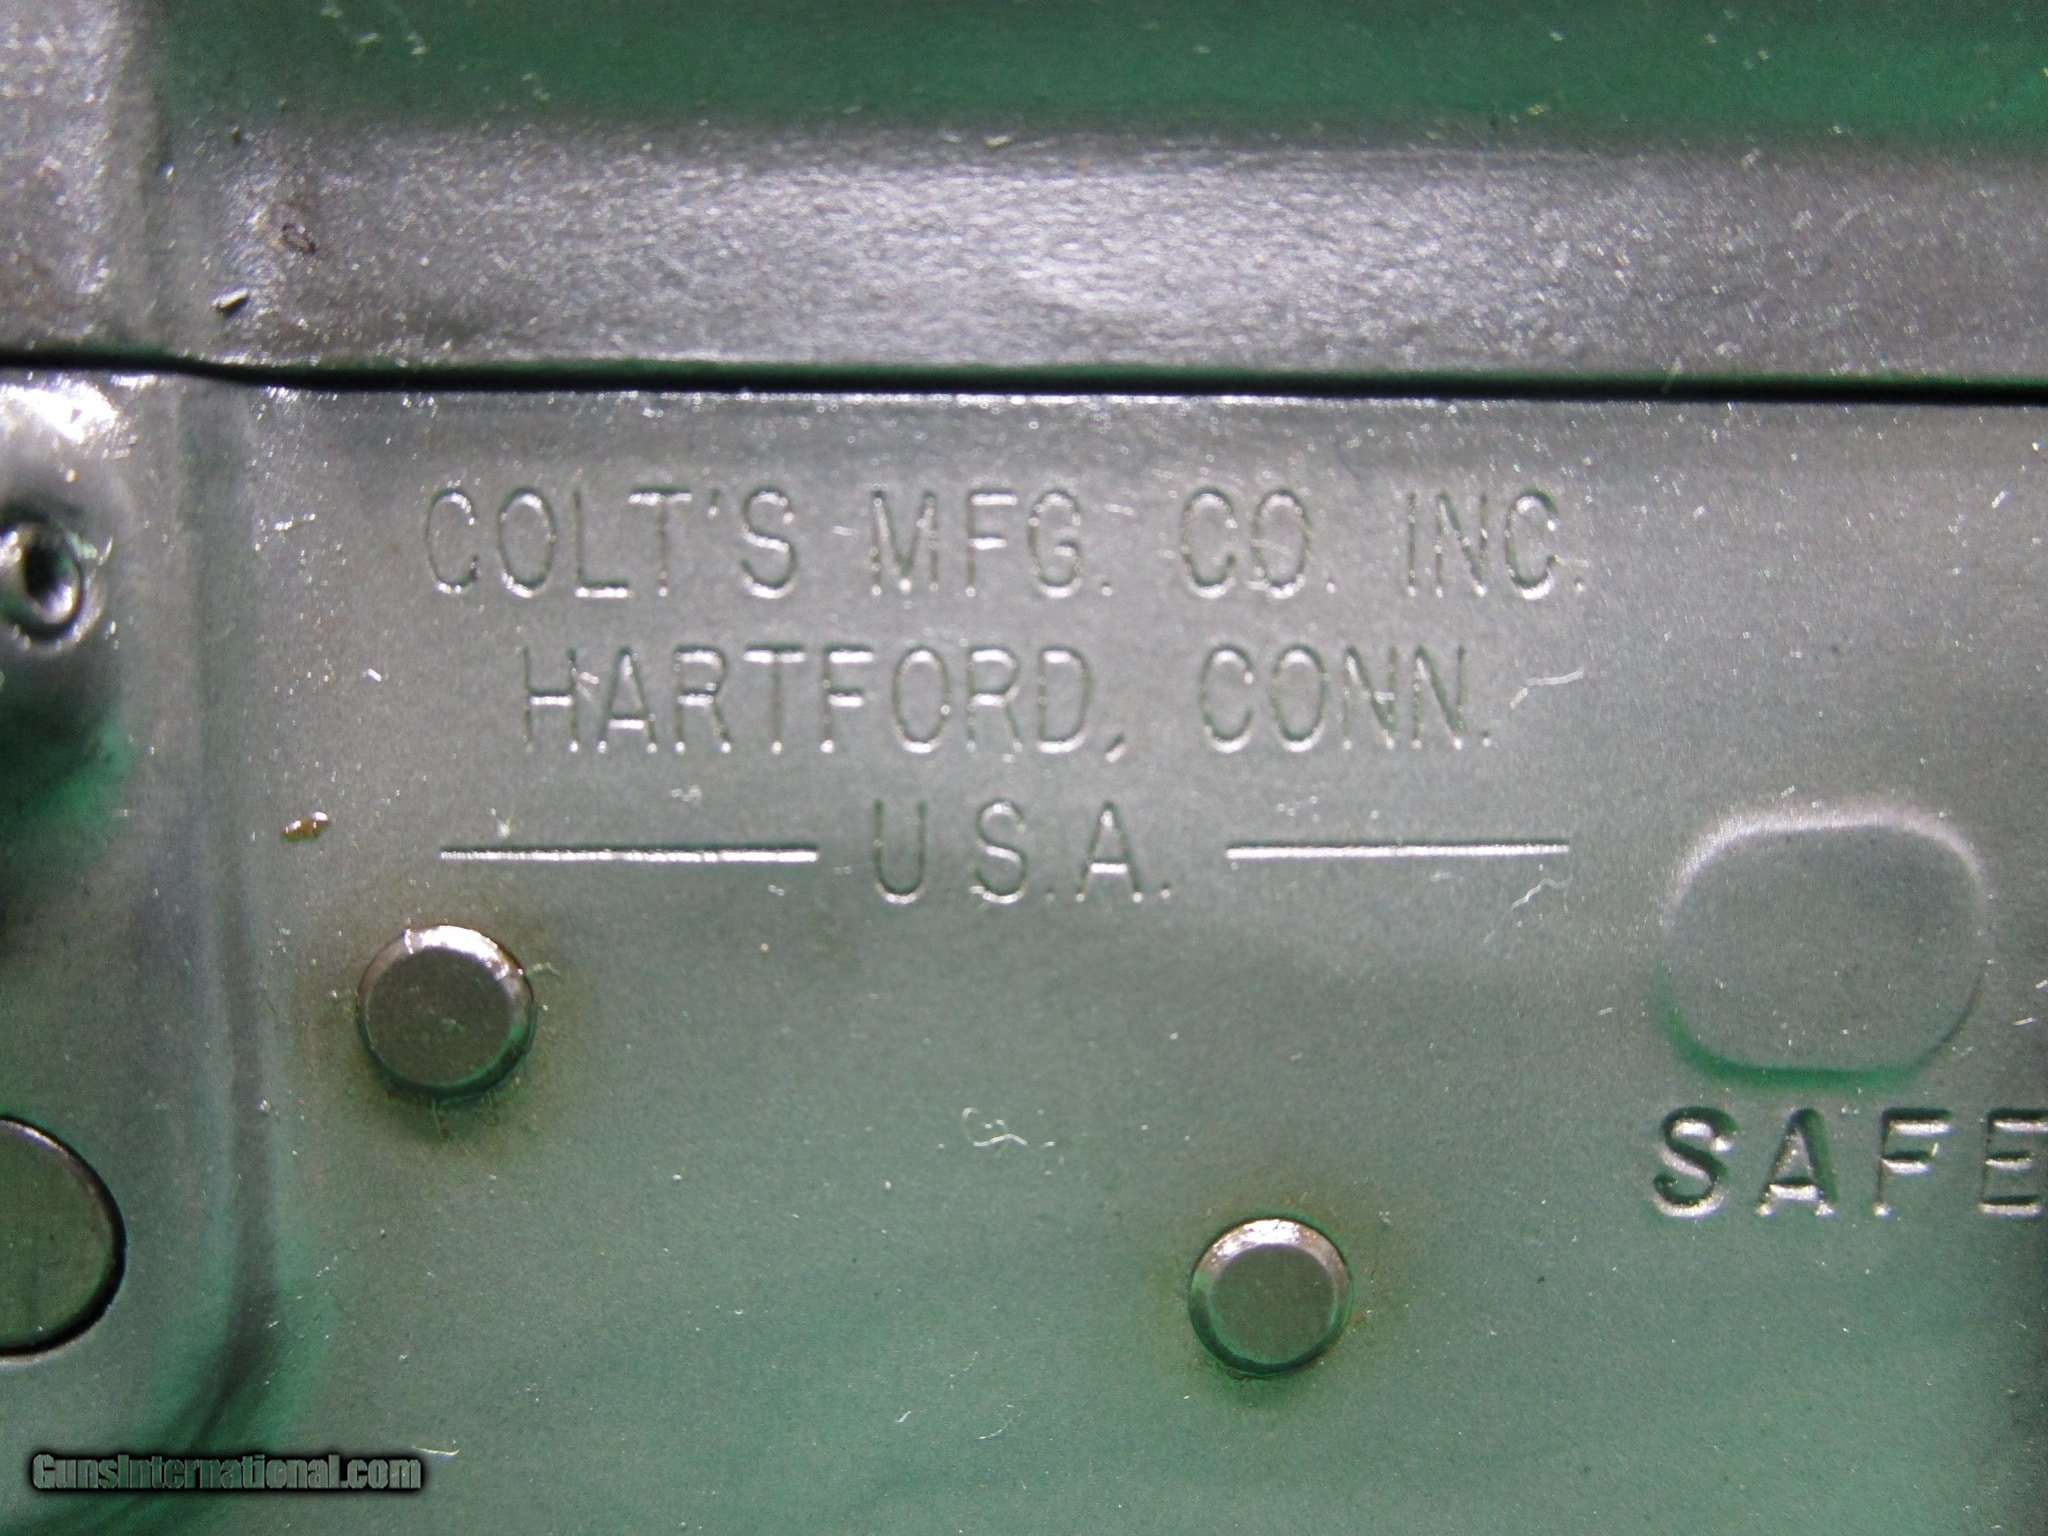 COLT'S MFG. CO. INC.
HARTFORD, CONN.
U.S.A.
SAFE
GunsInternational.com